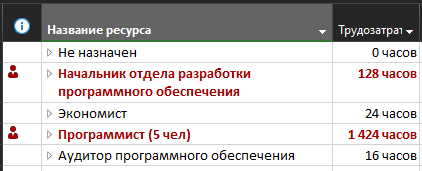 Название ресурса Трудозатрат
Не назначен 0 часов
Начальник отдела разработки 128 часов
программного обеспечения
Экономист 24 часов
Программист (5 чел) 1 424 часов
Аудитор программного обеспечения 16 часов